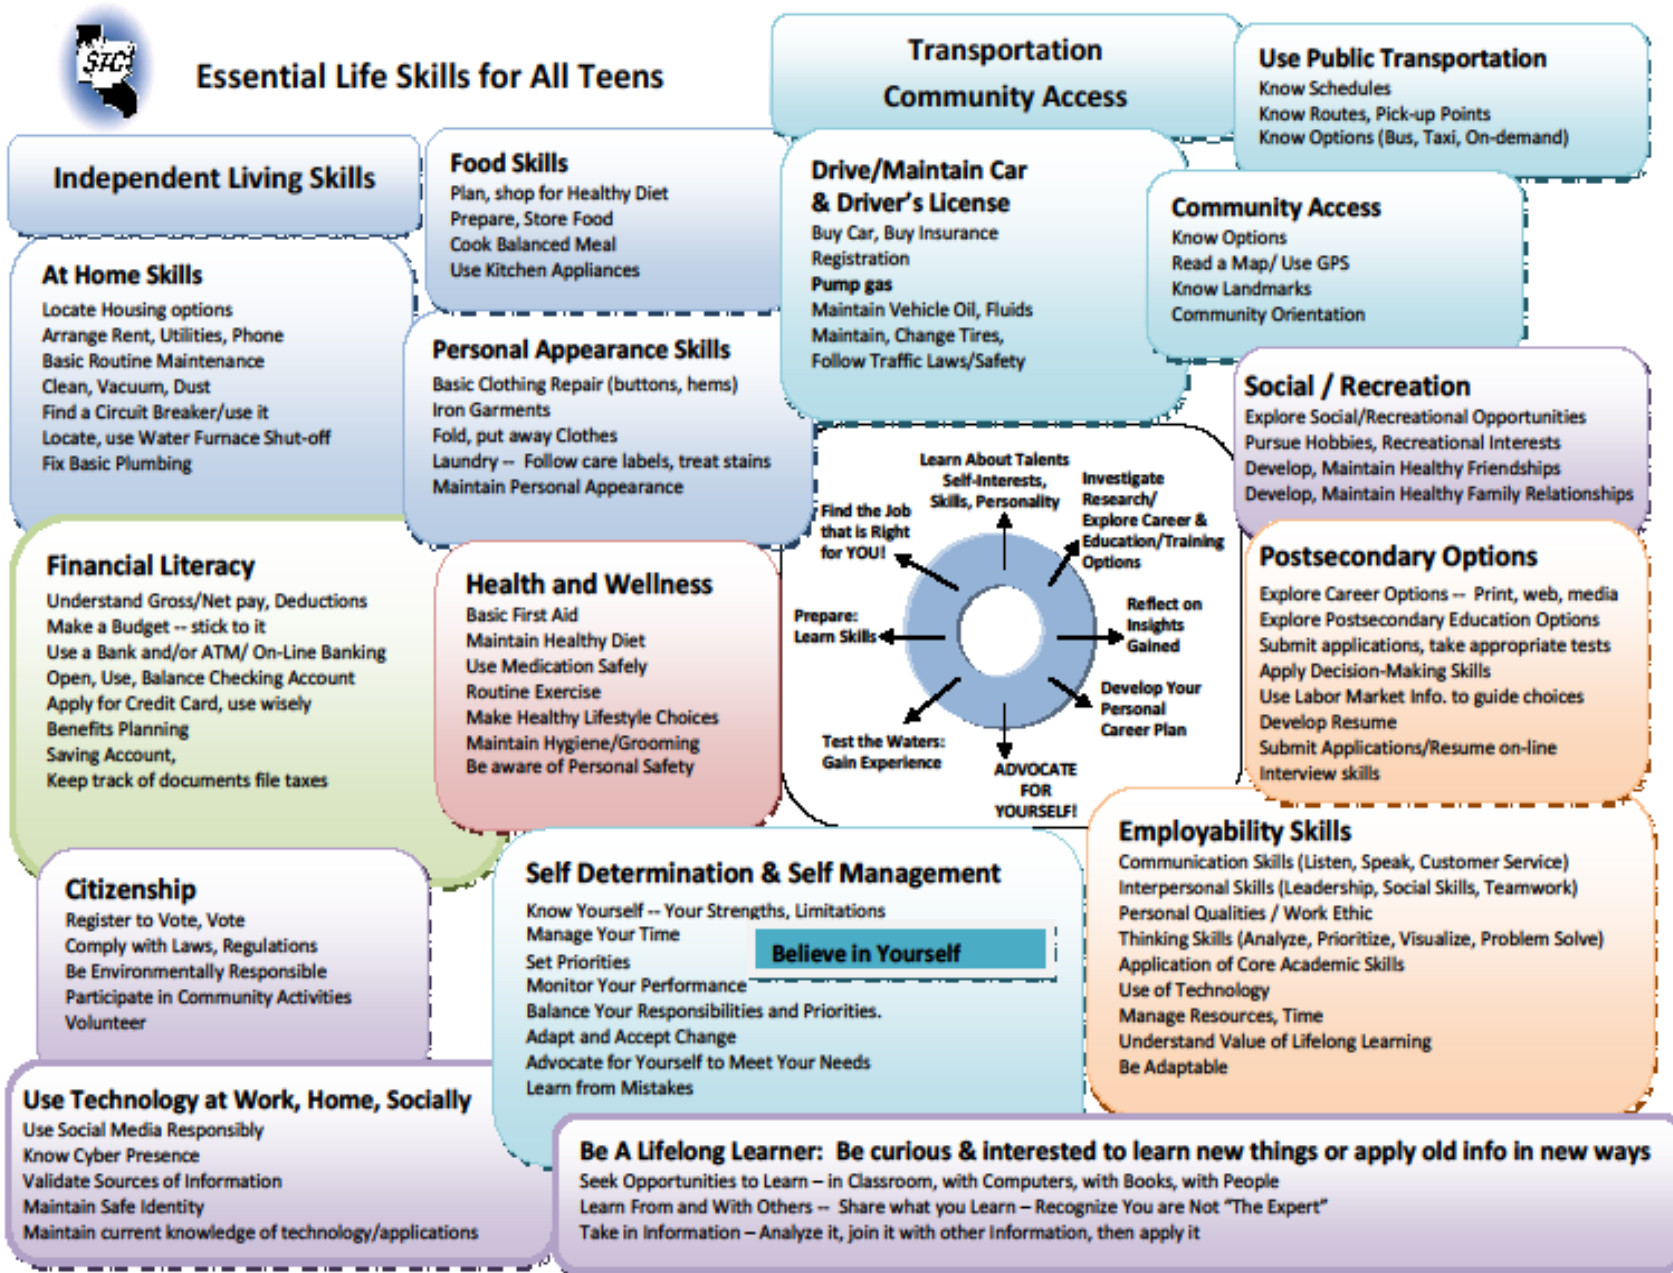 STC!
Essential Life Skills for All Teens
Transportation
Community Access
Use Public Transportation
Know Schedules
Know Routes, Pick-up Points
Know Options (Bus, Taxi, On-demand)
Independent Living Skills
Food Skills
Plan, shop for Healthy Diet
Prepare, Store Food
Cook Balanced Meal
Use Kitchen Appliances
Drive/Maintain Car
& Driver's License
Buy Car, Buy Insurance
Registration
Pump gas
Maintain Vehicle Oil, Fluids
Maintain, Change Tires,
Follow Traffic Laws/Safety
Community Access
Know Options
Read a Map/ Use GPS
Know Landmarks
Community Orientation
At Home Skills
Locate Housing options
Arrange Rent, Utilities, Phone
Basic Routine Maintenance
Clean, Vacuum, Dust
Find a Circuit Breaker/use it
Locate, use Water Furnace Shut-off
Fix Basic Plumbing
Personal Appearance Skills
Basic Clothing Repair (buttons, hems)
Iron Garments
Fold, put away Clothes
Laundry -- Follow care labels, treat stains
Maintain Personal Appearance
Social / Recreation
Explore Social/Recreational Opportunities
Pursue Hobbies, Recreational Interests
Develop, Maintain Healthy Friendships
Develop, Maintain Healthy Family Relationships
Learn About Talents
Self-Interests,
Skills, Personality
Investigate
Research/
Explore Career &
Education/Training
Options
Reflect on
Insights
Gained
Develop Your
Personal
Career Plan
ADVOCATE
FOR
YOURSELF!
Test the Waters:
Gain Experience
Prepare:
Learn Skills
Find the Job
that is Right
for YOU!
Financial Literacy
Understand Gross/Net pay, Deductions
Make a Budget -- stick to it
Use a Bank and/or ATM/ On-Line Banking
Open, Use, Balance Checking Account
Apply for Credit Card, use wisely
Benefits Planning
Saving Account,
Keep track of documents file taxes
Health and Wellness
Basic First Aid
Maintain Healthy Diet
Use Medication Safely
Routine Exercise
Make Healthy Lifestyle Choices
Maintain Hygiene/Grooming
Be aware of Personal Safety
Postsecondary Options
Explore Career Options -- Print, web, media
Explore Postsecondary Education Options
Submit applications, take appropriate tests
Apply Decision-Making Skills
Use Labor Market Info. to guide choices
Develop Resume
Submit Applications/Resume on-line
Interview skills
Employability Skills
Communication Skills (Listen, Speak, Customer Service)
Interpersonal Skills (Leadership, Social Skills, Teamwork)
Personal Qualities / Work Ethic
Thinking Skills (Analyze, Prioritize, Visualize, Problem Solve)
Application of Core Academic Skills
Use of Technology
Manage Resources, Time
Understand Value of Lifelong Learning
Be Adaptable
Citizenship
Register to Vote, Vote
Comply with Laws, Regulations
Be Environmentally Responsible
Participate in Community Activities
Volunteer
Self Determination & Self Management
Know Yourself -- Your Strengths, Limitations
Manage Your Time
Set Priorities
Monitor Your Performance
Balance Your Responsibilities and Priorities.
Adapt and Accept Change
Advocate for Yourself to Meet Your Needs
Learn from Mistakes
Believe in Yourself
Use Technology at Work, Home, Socially
Use Social Media Responsibly
Know Cyber Presence
Validate Sources of Information
Maintain Safe Identity
Maintain current knowledge of technology/applications
Be A Lifelong Learner: Be curious & interested to learn new things or apply old info in new ways
Seek Opportunities to Learn – in Classroom, with Computers, with Books, with People
Learn From and With Others -- Share what you Learn – Recognize You are Not "The Expert"
Take in Information – Analyze it, join it with other Information, then apply it